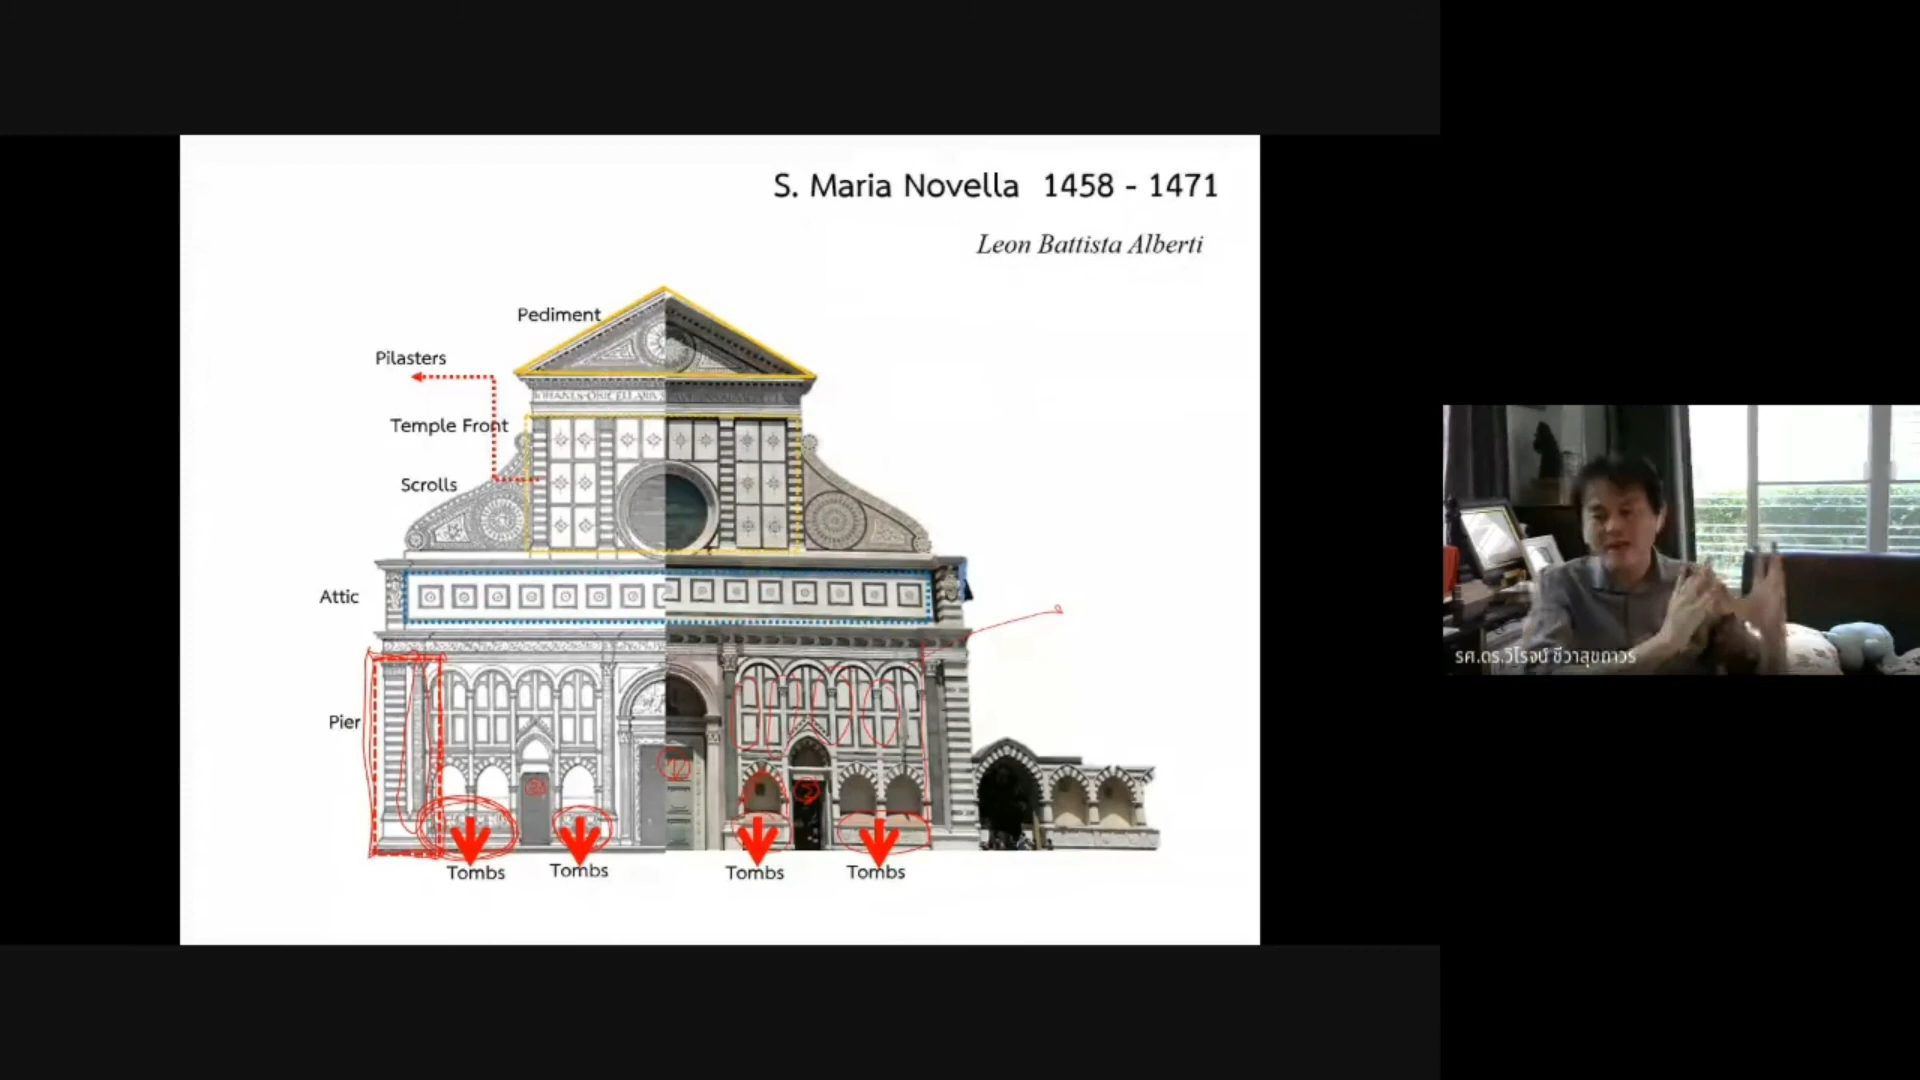 S. Maria Novella 1458 - 1471
Leon Battista Alberti
Pediment
Pilasters
Temple Front
Scrolls
Attic
Pier
Tombs
Tombs
Tombs
Tombs
รศ.ดร.วิโรจน์ ชีวาสุขถาวร